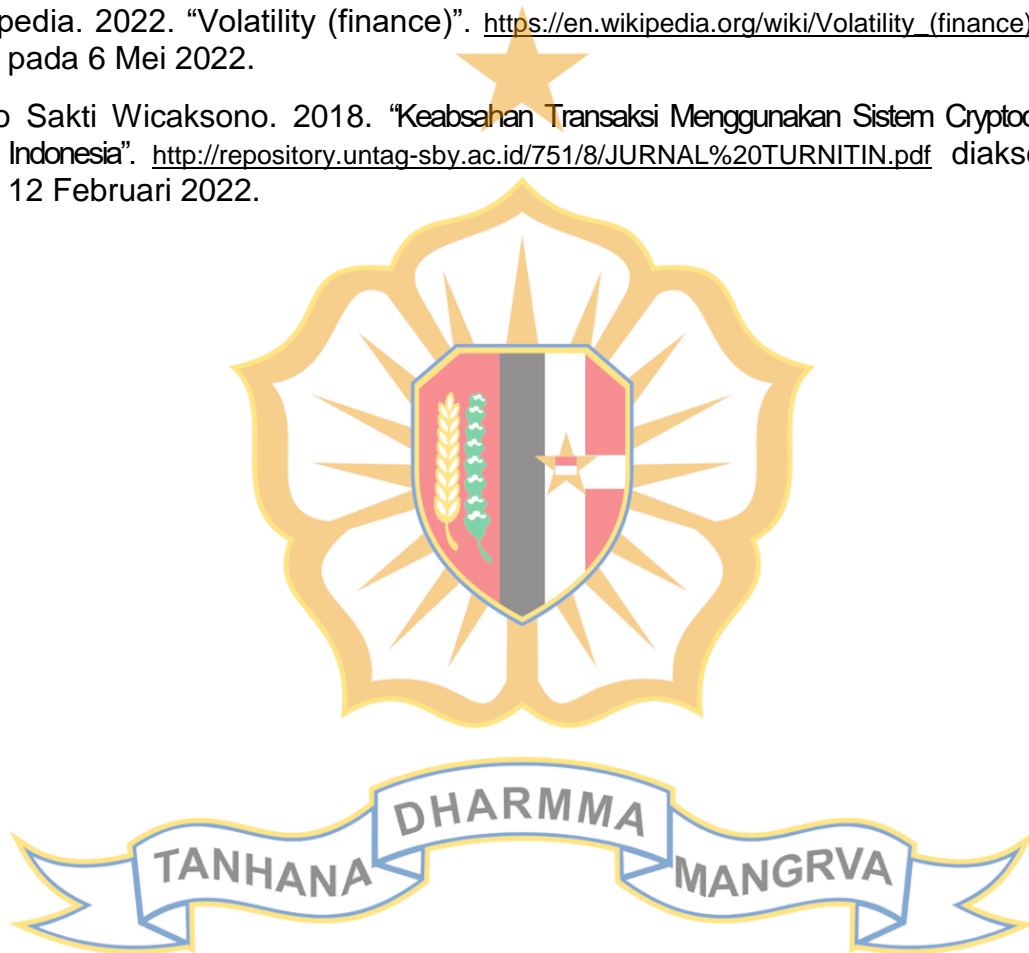 pedia. 2022. “Volatility (finance)”. https://en.wikipedia.org/wiki/Volatility_(finance)
pada 6 Mei 2022.
o Sakti Wicaksono. 2018. “Keabsahan Transaksi Menggunakan Sistem Cryptoc
Indonesia”. http://repository.untag-sby.ac.id/751/8/JURNAL%20TURNITIN.pdf diakse
12 Februari 2022.
TANHANA DHARMMA MANGRVA